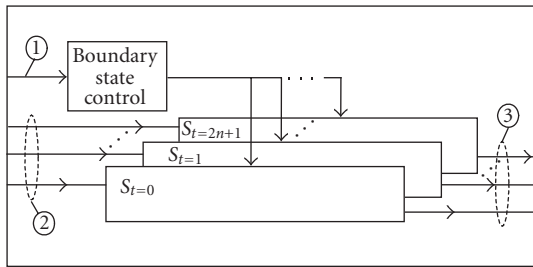 1
Boundary
state
control
S_{t=2n+1}
S_{t=1}
S_{t=0}
2
3